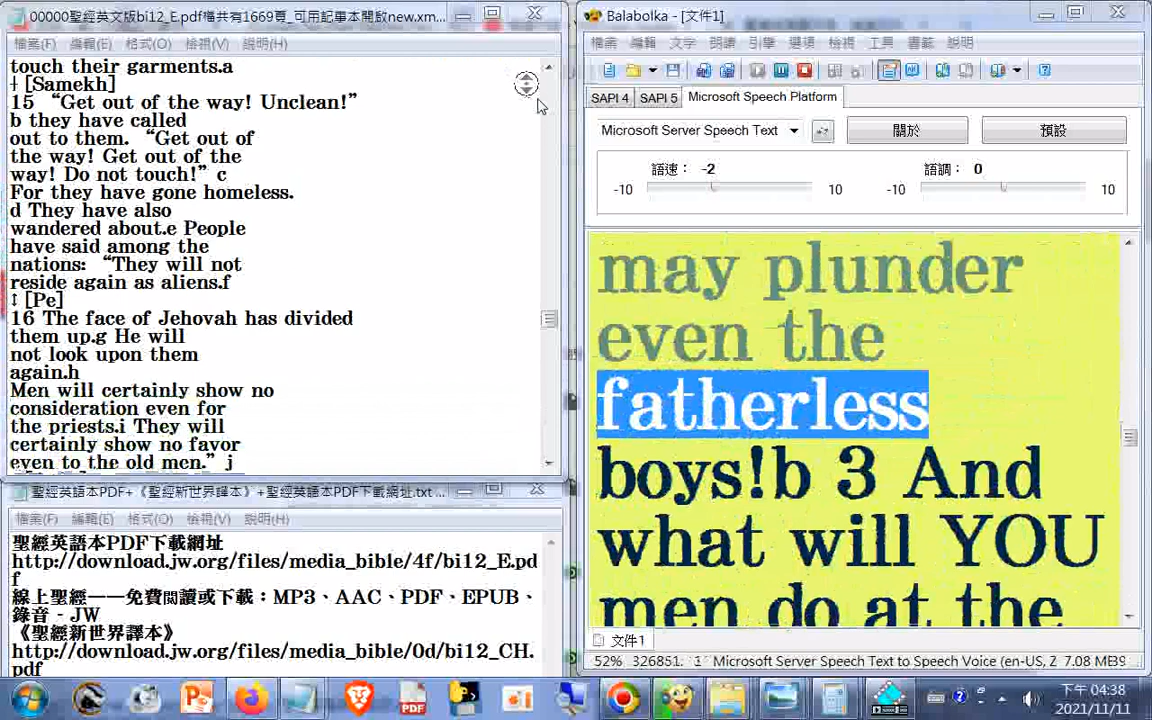 00000聖經英文版bi12_E.pdf檔共有1669頁_可用記事本開啟new.xm...
檔案(F) 編輯(E) 格式(O) 檢視(V) 說明(H)
touch their garments.a
[Samekh]
15 “Get out of the way! Unclean!”
b they have called
out to them. “Get out of
the way! Get out of the
way! Do not touch!” c
For they have gone homeless.
d They have also
wandered about.e People
have said among the
nations: “They will not
reside again as aliens.f
[Pe]
16 The face of Jehovah has divided
them up.g He will
not look upon them
again.h
Men will certainly show no
consideration even for
the priests.i They will
certainly show no favor
even to the old men.” j
聖經英語本PDF+《聖經新世界譯本》+聖經英語本PDF下載網址.txt ...
檔案(F) 編輯(E) 格式(O) 檢視(V) 說明(H)
聖經英語本PDF下載網址
http://download.jw.org/files/media_bible/4f/bi12_E.pd
f
線上聖經——免費閱讀或下載：MP3、AAC、PDF、EPUB、
錄音 - JW
《聖經新世界譯本》
http://download.jw.org/files/media_bible/0d/bi12_CH.
pdf
Balabolka - [文件1]
檔案 編輯 文字 朗讀 引擎 選項 檢視 工具 書籤 說明
SAPI 4 SAPI 5 Microsoft Speech Platform
Microsoft Server Speech Text 關於 預設
語速： -2 語調： 0
-10 10 -10 10
may plunder
even the
fatherless
boys!b 3 And
what will YOU
men do at the
文件1
52% 326851: 1 Microsoft Server Speech Text to Speech Voice (en-US, Z 7.08 MB
PDF
下午 04:38
2021/11/11